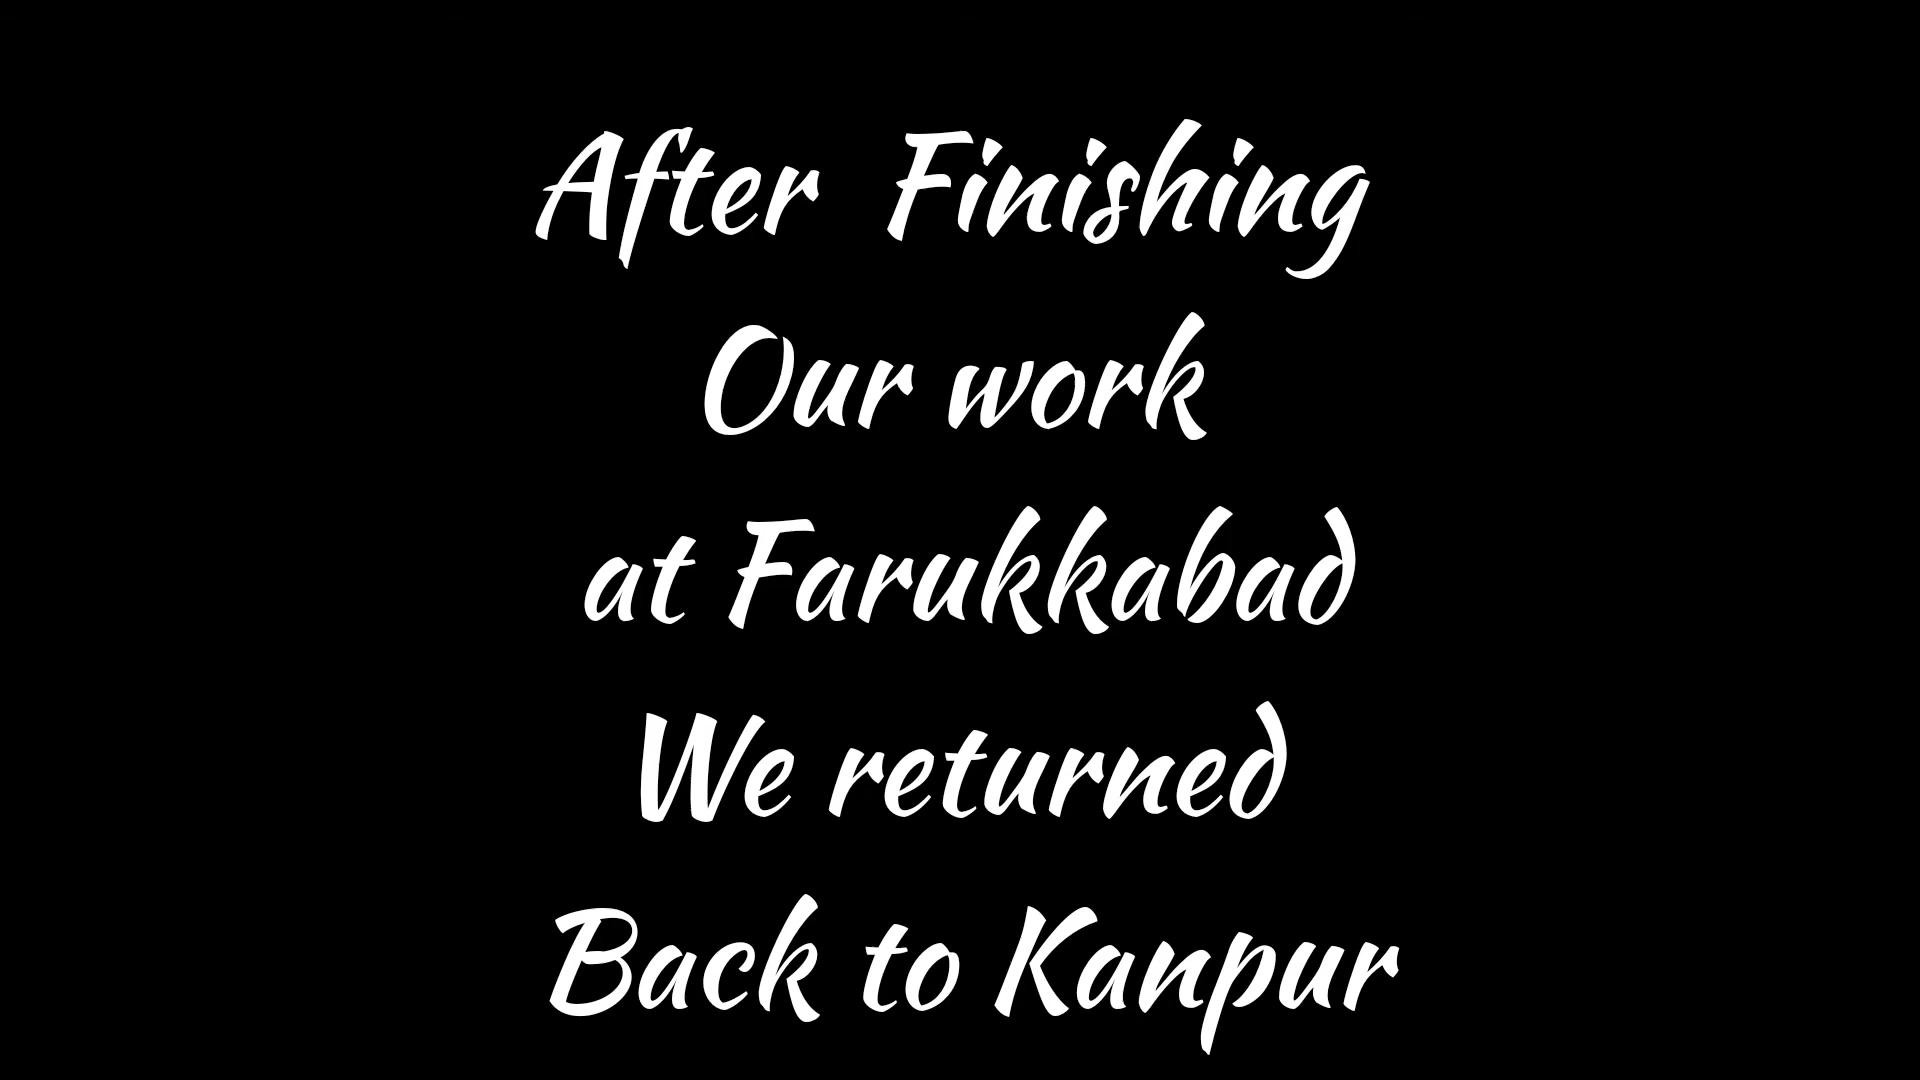 After Finishing
Our work
at Farukkabad
We returned
Back to Kanpur